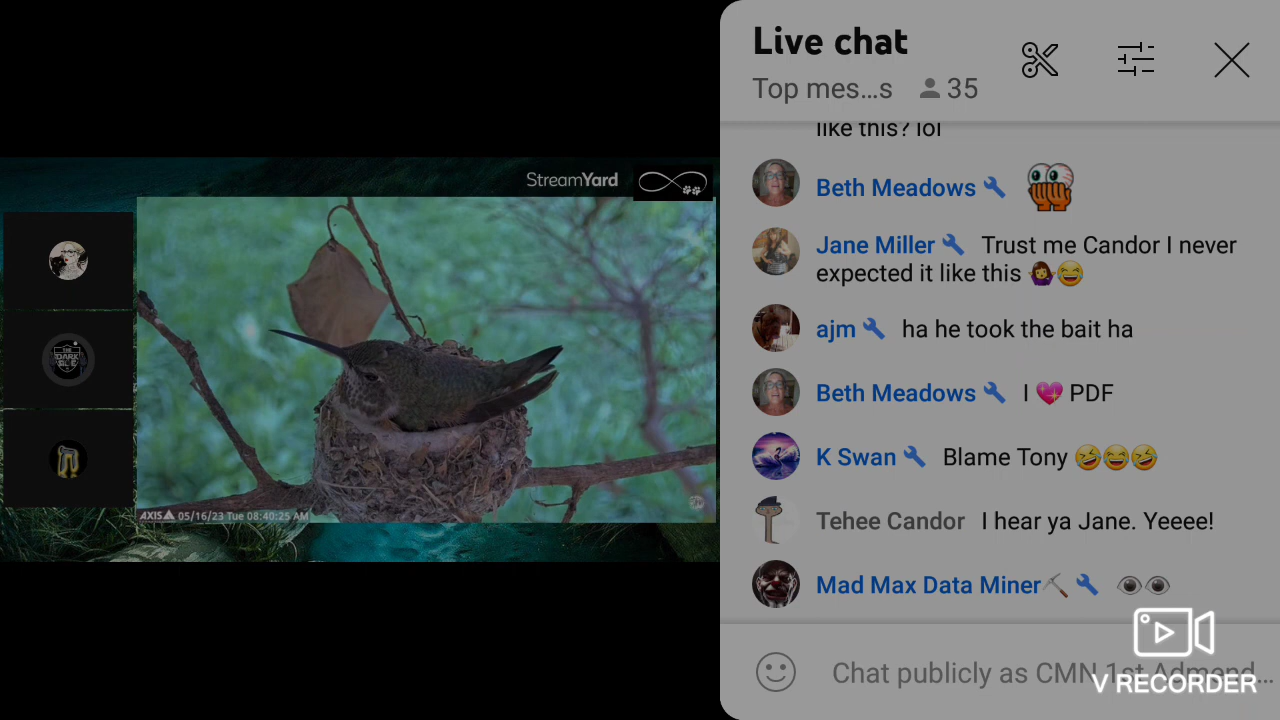 Live chat
Top mes...s 35
like this? lol
Beth Meadows
Jane Miller Trust me Candor I never
expected it like this 🤦‍♀️😂
ajm ha he took the bait ha
Beth Meadows I 💖 PDF
K Swan Blame Tony 🤣😂🤣
Tehee Candor I hear ya Jane. Yeeee!
Mad Max Data Miner⛏ 👁👁
Chat publicly as CMN 1st Admend...
V RECORDER
StreamYard
THE
DARK
AXIS 05/16/23 Tue 08:40:25 AM